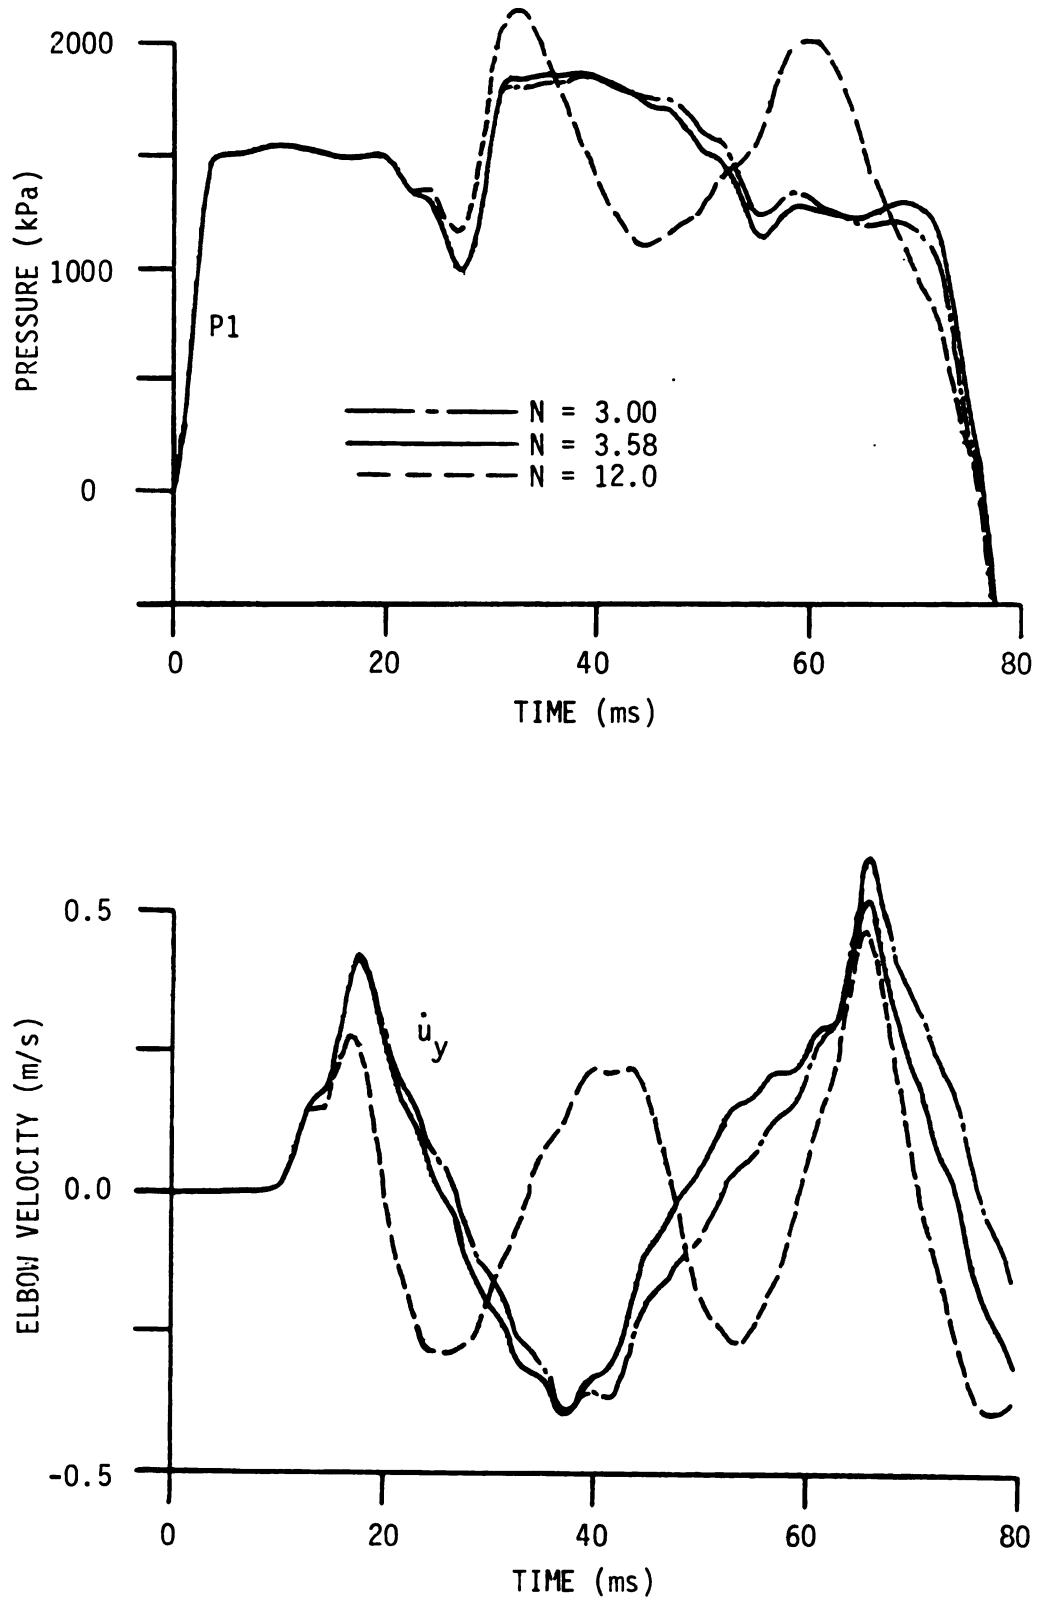 2000
1000
0
PRESSURE (kPa)
P1
N = 3.00
N = 3.58
N = 12.0
0 20 40 60 80
TIME (ms)
0.5
0.0
-0.5
ELBOW VELOCITY (m/s)
u̇y
0 20 40 60 80
TIME (ms)